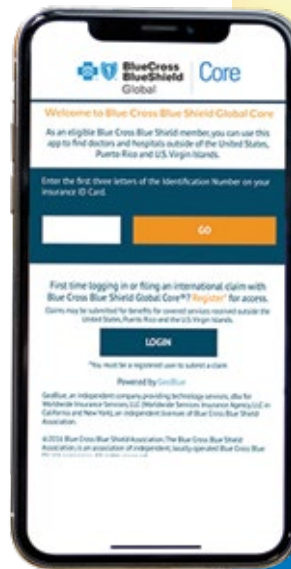 BlueCross
BlueShield
Global
Core
Welcome to Blue Cross Blue Shield Global Core
As an eligible Blue Cross Blue Shield member, you can use this
app to find doctors and hospitals outside of the United States,
Puerto Rico and U.S. Virgin Islands.
Enter the first three letters of the Identification Number on your
insurance ID Card.
GO
First time logging in or filing an international claim with
Blue Cross Blue Shield Global Core®? Register* for access.
Claims may be submitted for benefits for covered services received outside the
United States, Puerto Rico and the U.S. Virgin Islands.
LOGIN
*You must be a registered user to submit a claim
Powered by GeoBlue
GeoBlue, an independent company providing technology services, dba for
Worldwide Insurance Services, LLC (Worldwide Services Insurance Agency, LLC in
California and New York), an independent licensee of Blue Cross Blue Shield
Association.
©2016 Blue Cross Blue Shield Association. The Blue Cross Blue Shield
Association, is an association of independent, locally operated Blue Cross Blue